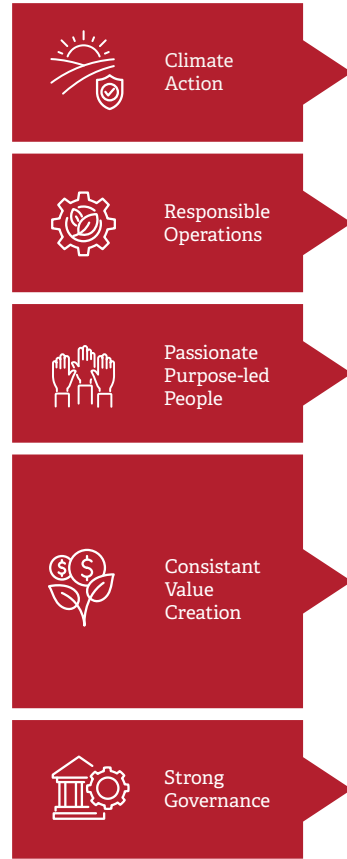 Climate
Action
Responsible
Operations
Passionate
Purpose-led
People
$ $
Consistant
Value
Creation
Strong
Governance